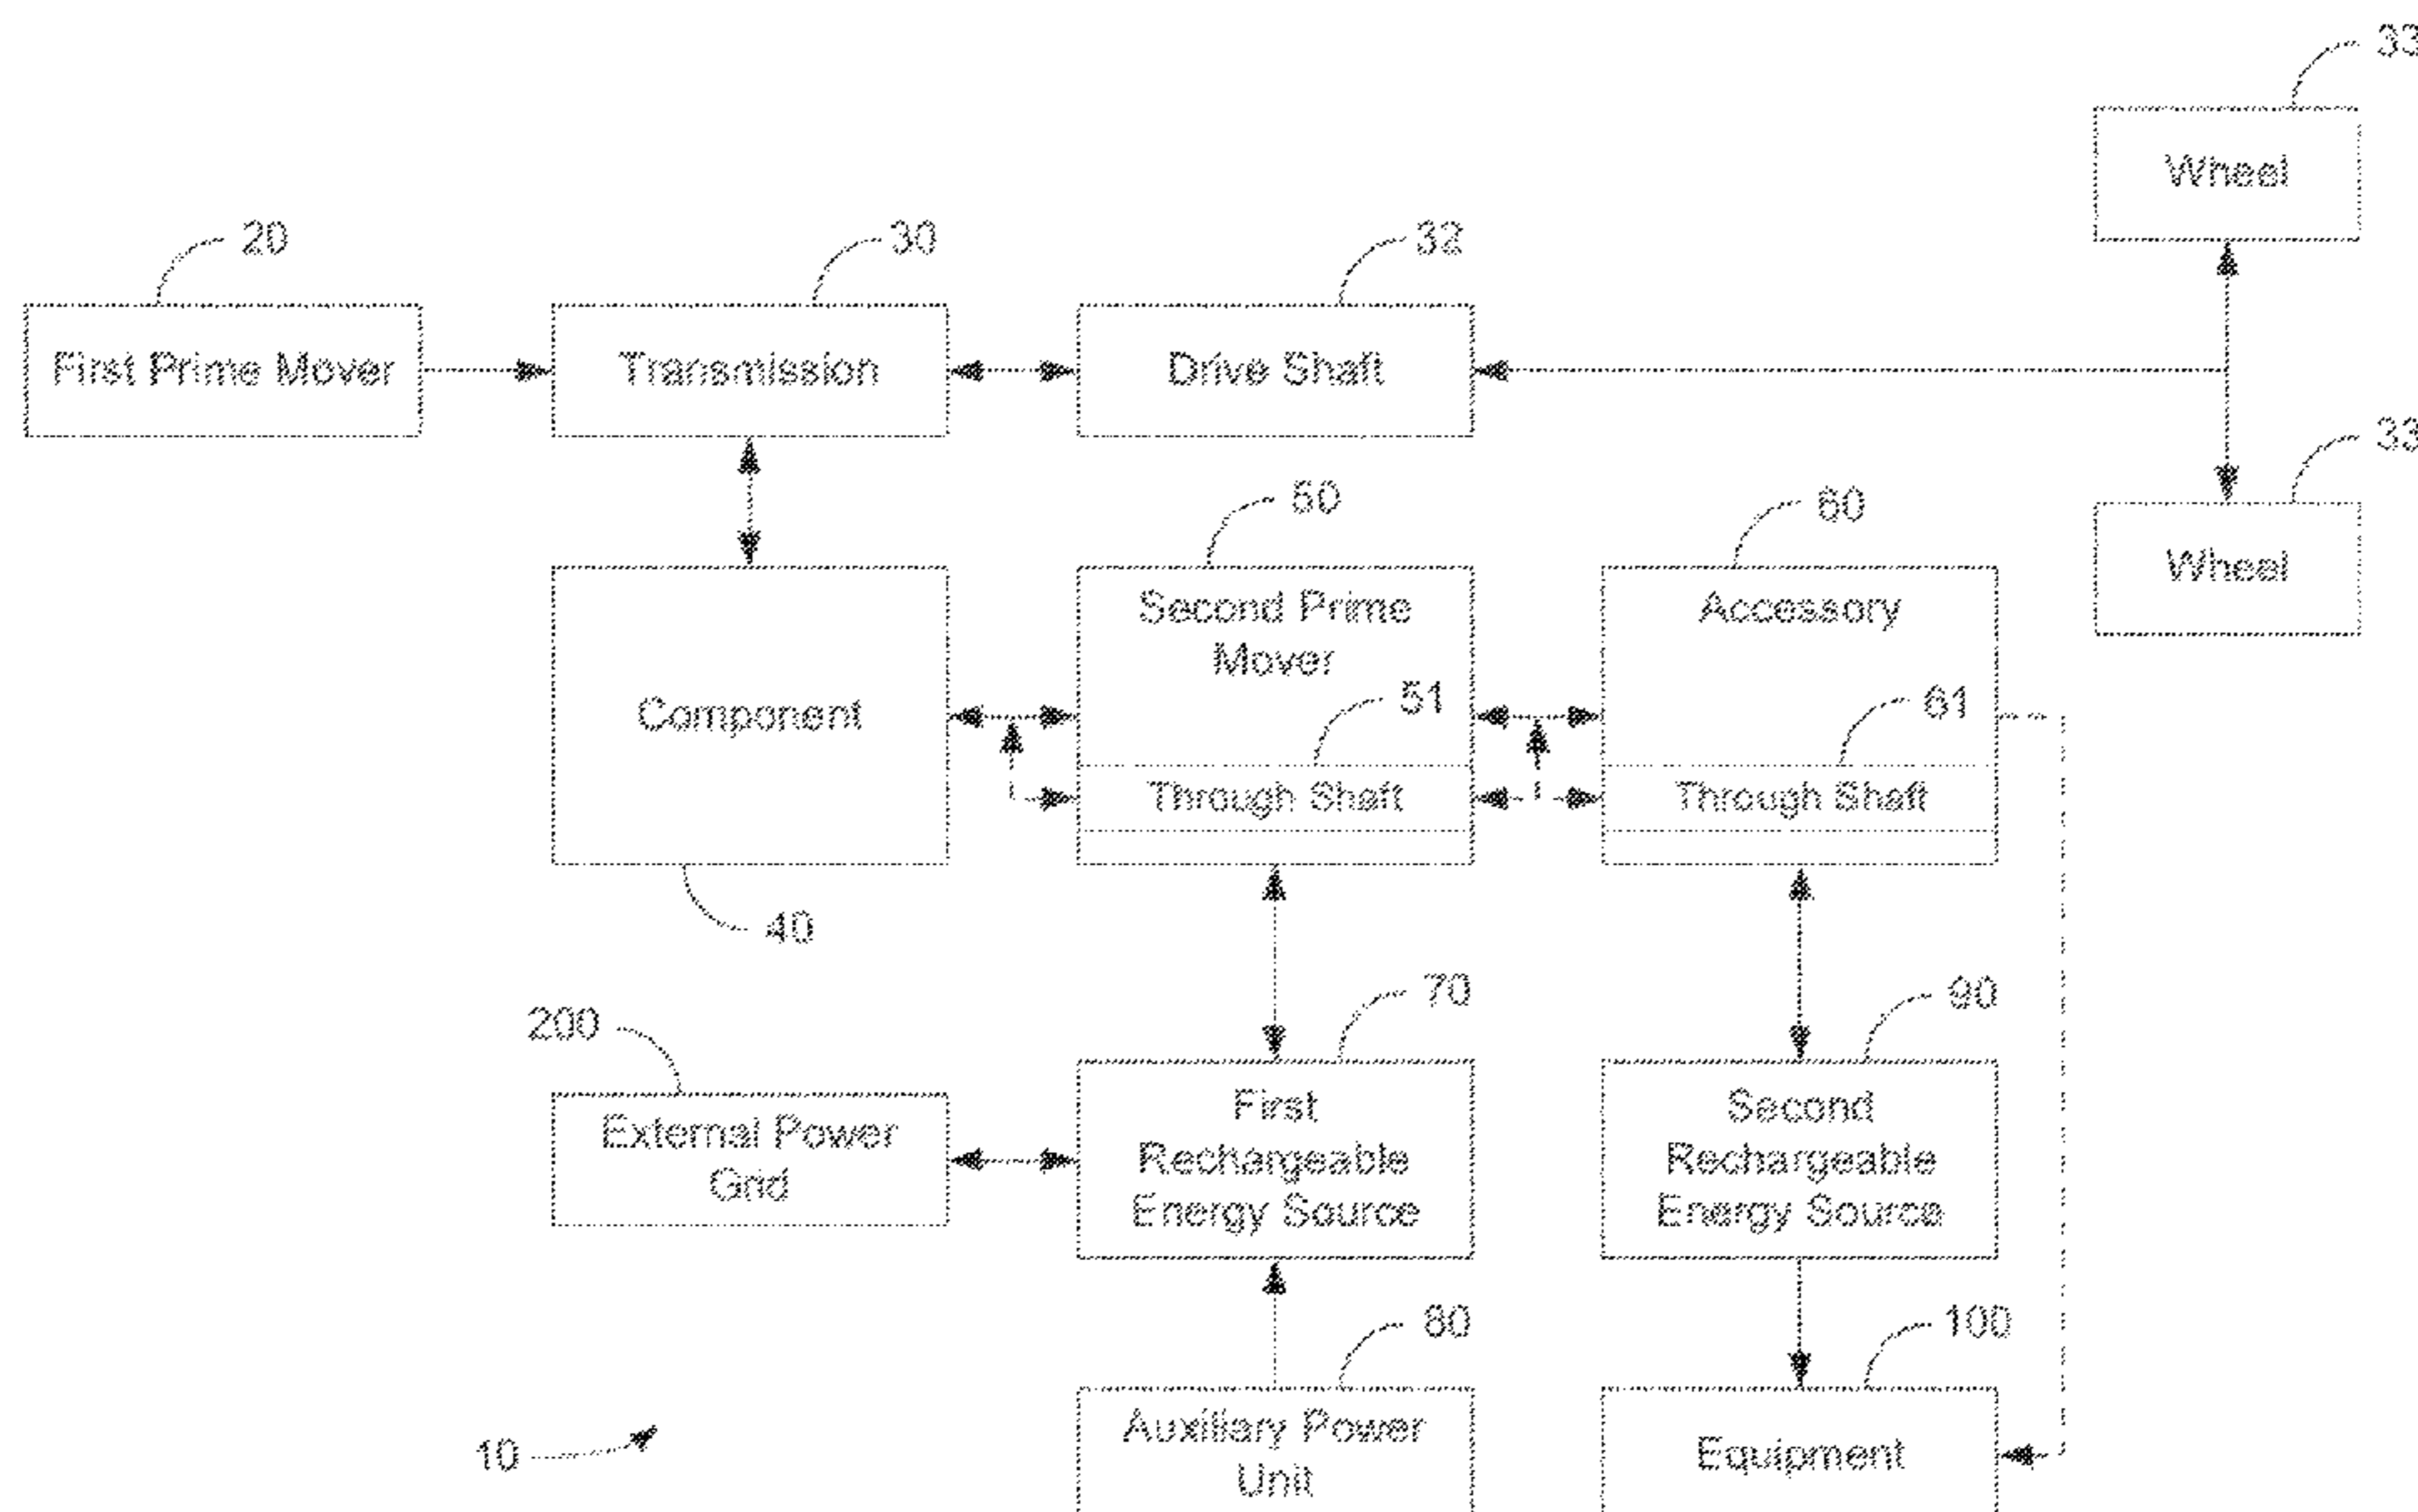 33
Wheel
20
30
32
First Prime Mover
Transmission
Drive Shaft
33
Wheel
50
60
Second Prime
Mover
Accessory
Component
51
61
Through Shaft
Through Shaft
40
70
90
200
External Power
Grid
First
Rechargeable
Energy Source
Second
Rechargeable
Energy Source
80
100
Auxiliary Power
Unit
Equipment
10